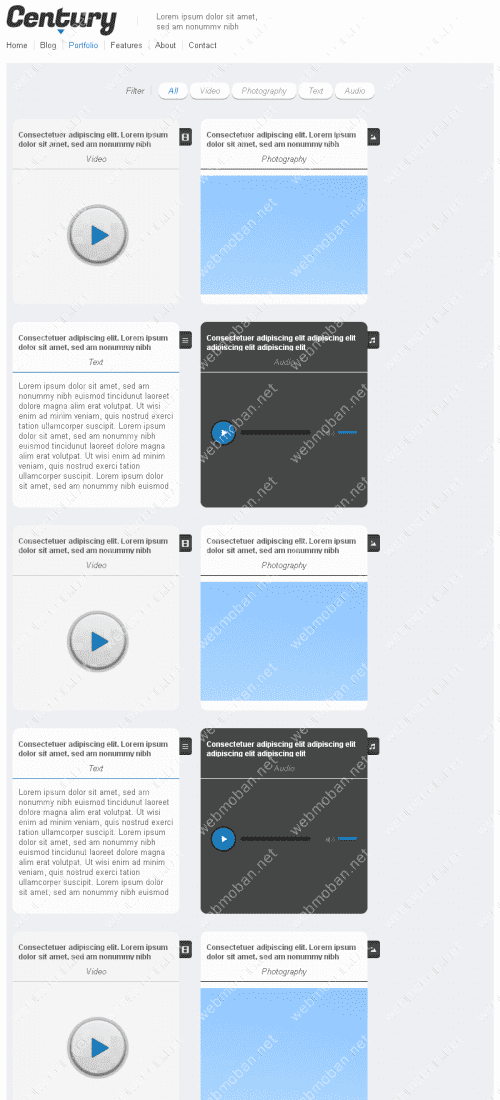 Century
Lorem ipsum dolor sit amet,
sed am nonummy nibh
Home Blog Portfolio Features About Contact
Filter All Video Photography Text Audio
Consectetuer adipiscing elit. Lorem ipsum
dolor sit amet, sed am nonummy nibh
Video
Consectetuer adipiscing elit. Lorem ipsum
dolor sit amet, sed am nonummy nibh
Photography
Consectetuer adipiscing elit. Lorem ipsum
dolor sit amet, sed am nonummy nibh
Text
Lorem ipsum dolor sit amet, sed am
nonummy nibh euismod tincidunt ut laoreet
dolore magna alim erat volutpat. Ut wisi
enim ad minim veniam, quis nostrud exerci
tation ullamcorper suscipit. Lorem ipsum
dolor sit amet, sed am nonummy nibh
euismod tincidunt ut laoreet dolore magna
alim erat volutpat. Ut wisi enim ad minim
veniam, quis nostrud exerci tation
ullamcorper suscipit. Lorem ipsum dolor
sit amet, sed am nonummy nibh euismod
Consectetuer adipiscing elit adipiscing elit
adipiscing elit adipiscing elit
Audio
Consectetuer adipiscing elit. Lorem ipsum
dolor sit amet, sed am nonummy nibh
Video
Consectetuer adipiscing elit. Lorem ipsum
dolor sit amet, sed am nonummy nibh
Photography
Consectetuer adipiscing elit. Lorem ipsum
dolor sit amet, sed am nonummy nibh
Text
Lorem ipsum dolor sit amet, sed am
nonummy nibh euismod tincidunt ut laoreet
dolore magna alim erat volutpat. Ut wisi
enim ad minim veniam, quis nostrud exerci
tation ullamcorper suscipit. Lorem ipsum
dolor sit amet, sed am nonummy nibh
euismod tincidunt ut laoreet dolore magna
alim erat volutpat. Ut wisi enim ad minim
veniam, quis nostrud exerci tation
ullamcorper suscipit. Lorem ipsum dolor
sit amet, sed am nonummy nibh euismod
Consectetuer adipiscing elit adipiscing elit
adipiscing elit adipiscing elit
Audio
Consectetuer adipiscing elit. Lorem ipsum
dolor sit amet, sed am nonummy nibh
Video
Consectetuer adipiscing elit. Lorem ipsum
dolor sit amet, sed am nonummy nibh
Photography
webmoban.net